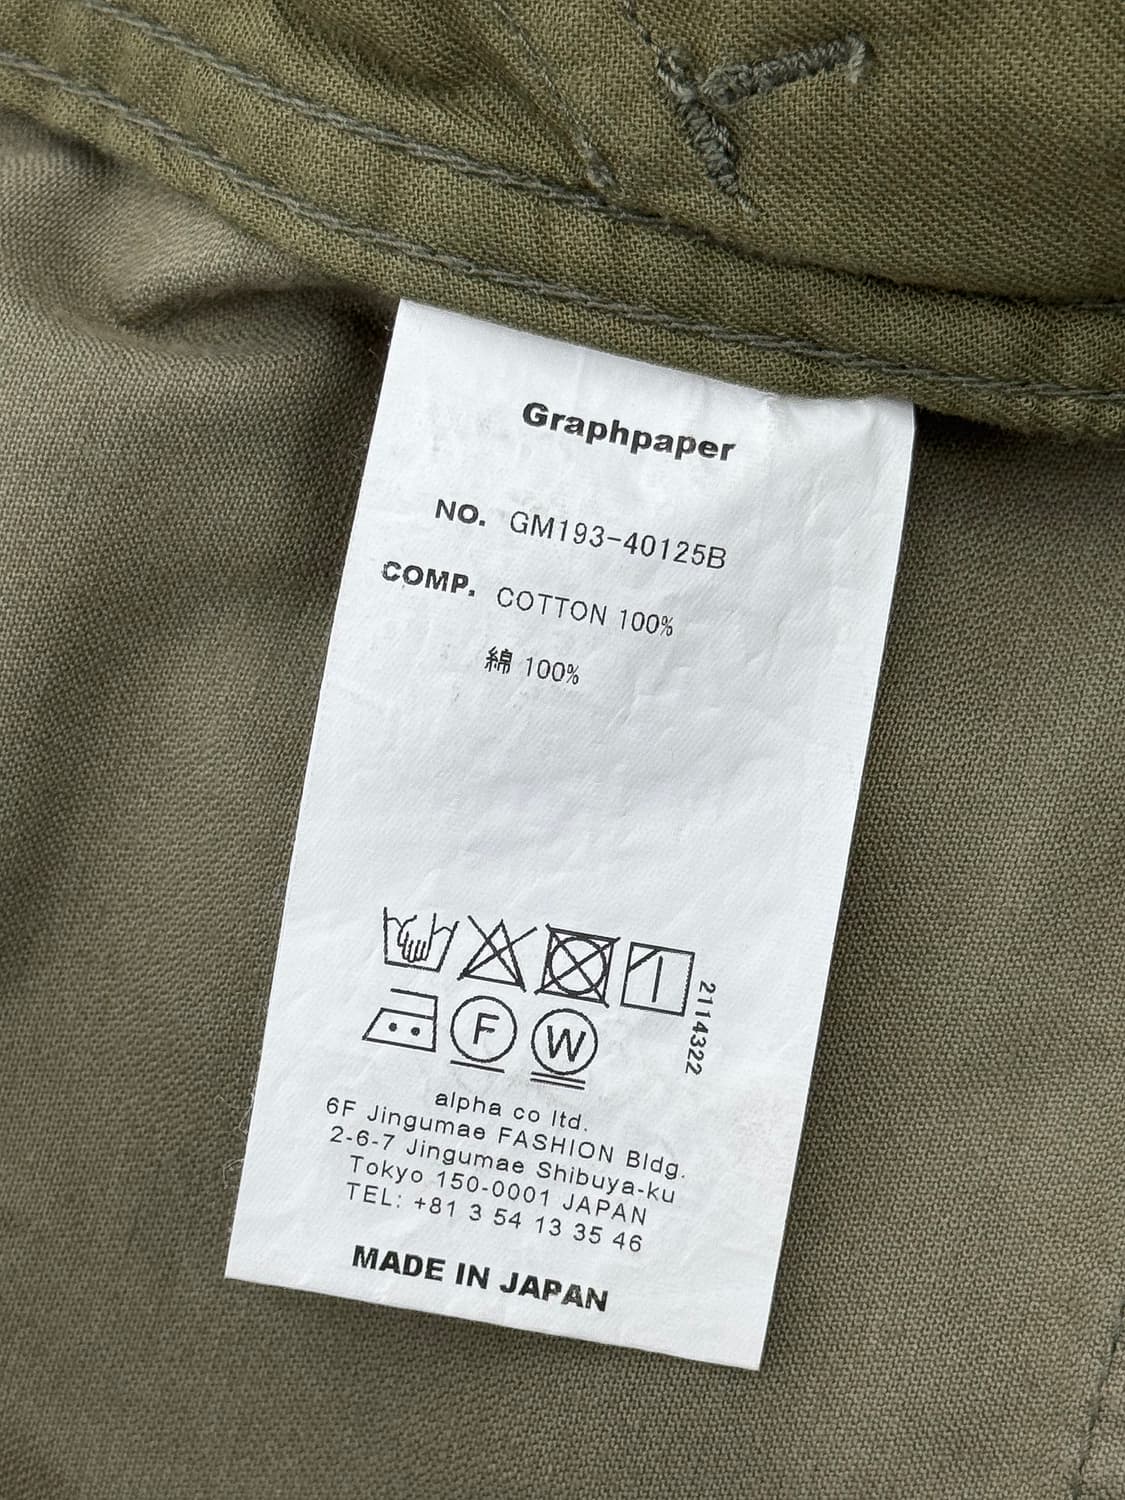 Graphpaper
NO. GM193-40125B
COMP. COTTON 100%
綿 100%
2114322
F W
alpha co ltd.
6F Jingumae FASHION Bldg.
2-6-7 Jingumae Shibuya-ku
Tokyo 150-0001 JAPAN
TEL: +81 3 54 13 35 46
MADE IN JAPAN